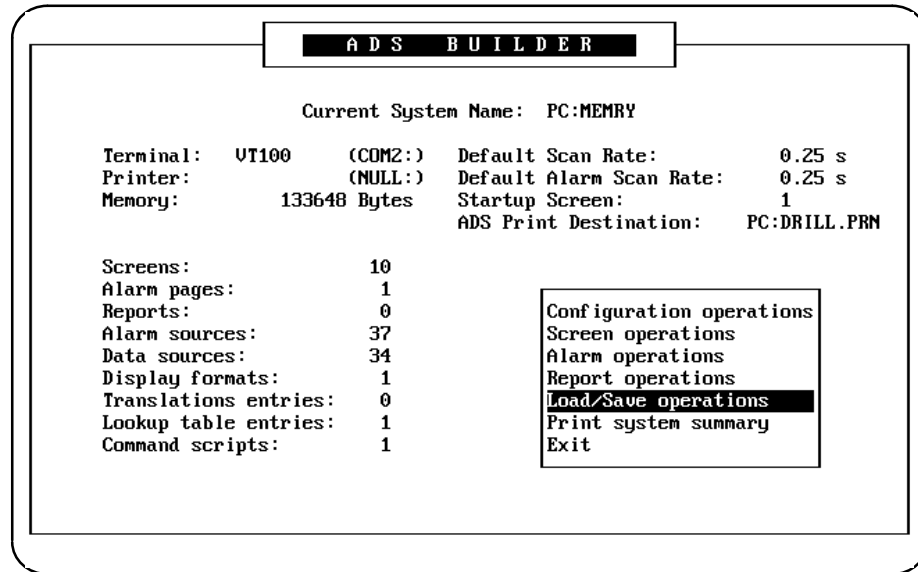 ADS BUILDER
Current System Name: PC:MEMRY
Terminal: VT100 (COM2:) Default Scan Rate: 0.25 s
Printer: (NULL:) Default Alarm Scan Rate: 0.25 s
Memory: 133648 Bytes Startup Screen: 1
ADS Print Destination: PC:DRILL.PRN
Screens: 10
Alarm pages: 1
Reports: 0
Alarm sources: 37
Data sources: 34
Display formats: 1
Translations entries: 0
Lookup table entries: 1
Command scripts: 1
Configuration operations
Screen operations
Alarm operations
Report operations
Load/Save operations
Print system summary
Exit